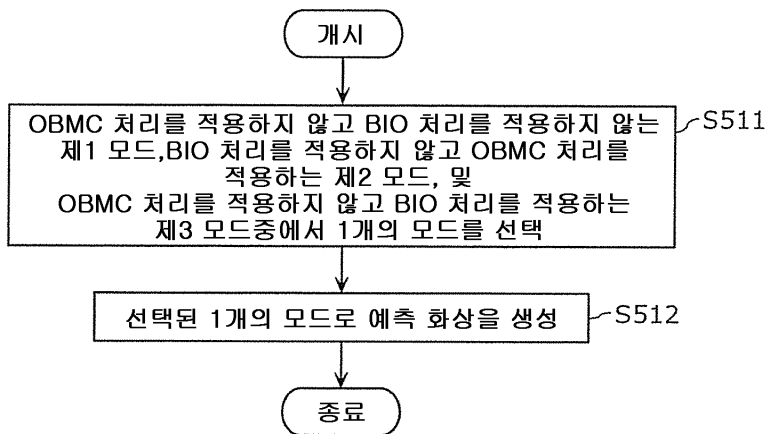 개시
OBMC 처리를 적용하지 않고 BIO 처리를 적용하지 않는
제1 모드,BIO 처리를 적용하지 않고 OBMC 처리를
적용하는 제2 모드, 및
OBMC 처리를 적용하지 않고 BIO 처리를 적용하는
제3 모드중에서 1개의 모드를 선택
S511
선택된 1개의 모드로 예측 화상을 생성
S512
종료